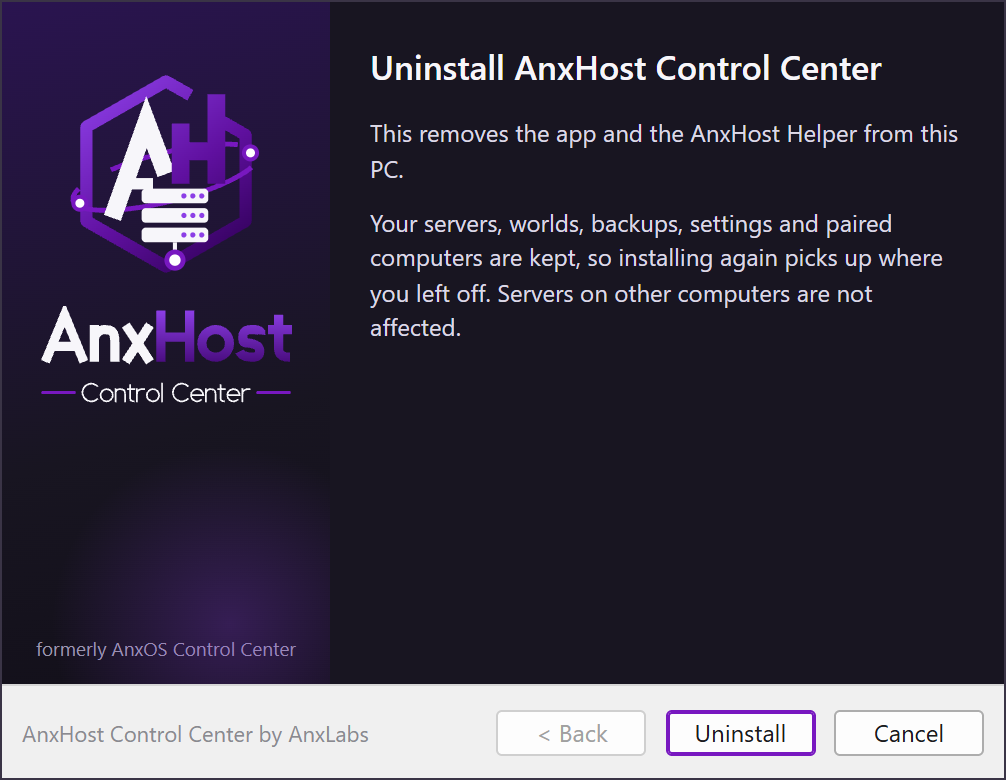 AH
AnxHost
Control Center
formerly AnxOS Control Center
Uninstall AnxHost Control Center
This removes the app and the AnxHost Helper from this
PC.
Your servers, worlds, backups, settings and paired
computers are kept, so installing again picks up where
you left off. Servers on other computers are not
affected.
AnxHost Control Center by AnxLabs
< Back
Uninstall
Cancel